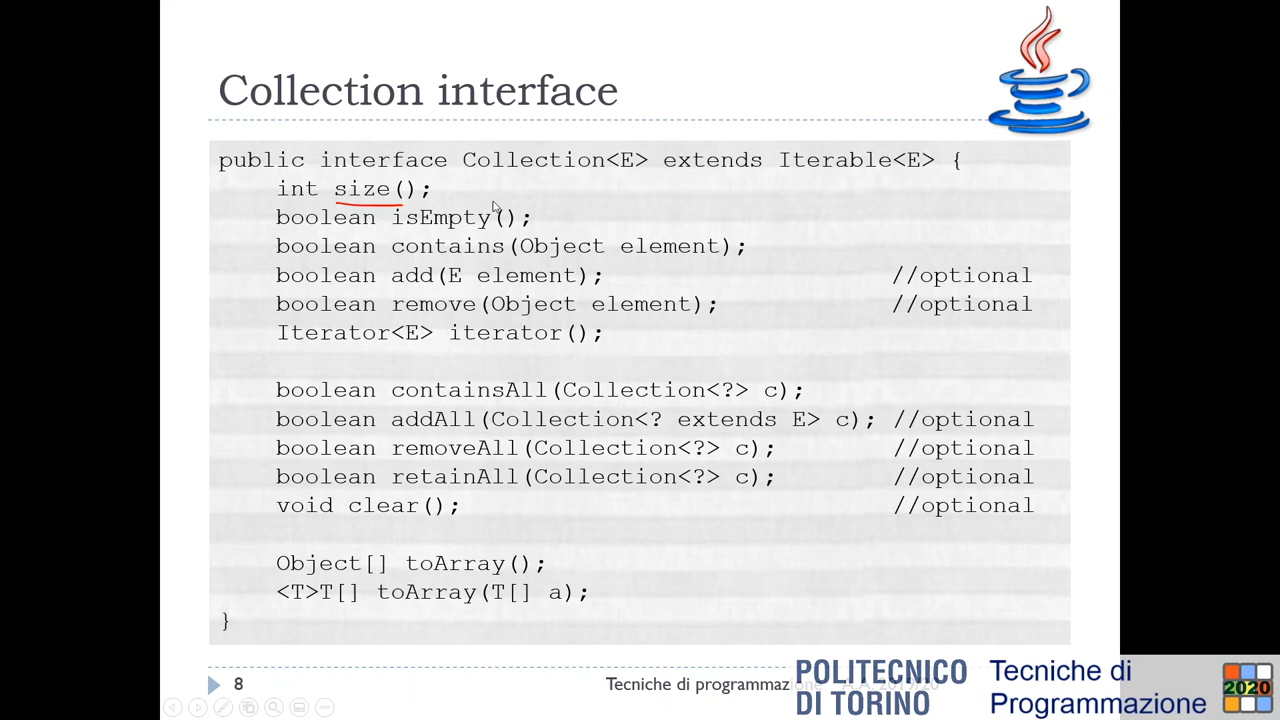 Collection interface
public interface Collection<E> extends Iterable<E> {
    int size();
    boolean isEmpty();
    boolean contains(Object element);
    boolean add(E element);                    //optional
    boolean remove(Object element);            //optional
    Iterator<E> iterator();

    boolean containsAll(Collection<?> c);
    boolean addAll(Collection<? extends E> c); //optional
    boolean removeAll(Collection<?> c);        //optional
    boolean retainAll(Collection<?> c);        //optional
    void clear();                              //optional

    Object[] toArray();
    <T>T[] toArray(T[] a);
}
8
Tecniche di programmazione A.A. 2019/20
POLITECNICO
DI TORINO
Tecniche di
Programmazione
2020